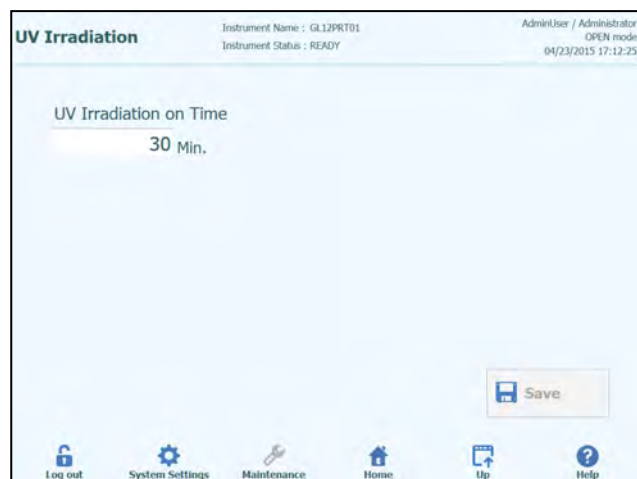 UV Irradiation
Instrument Name : GL12PRT01
Instrument Status : READY
AdminUser / Administrator
OPEN mode
04/23/2015 17:12:25
UV Irradiation on Time
30 Min.
Save
Log out System Settings Maintenance Home Up Help